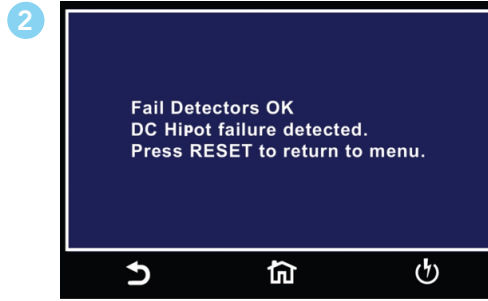 2
Fail Detectors OK
DC Hipot failure detected.
Press RESET to return to menu.